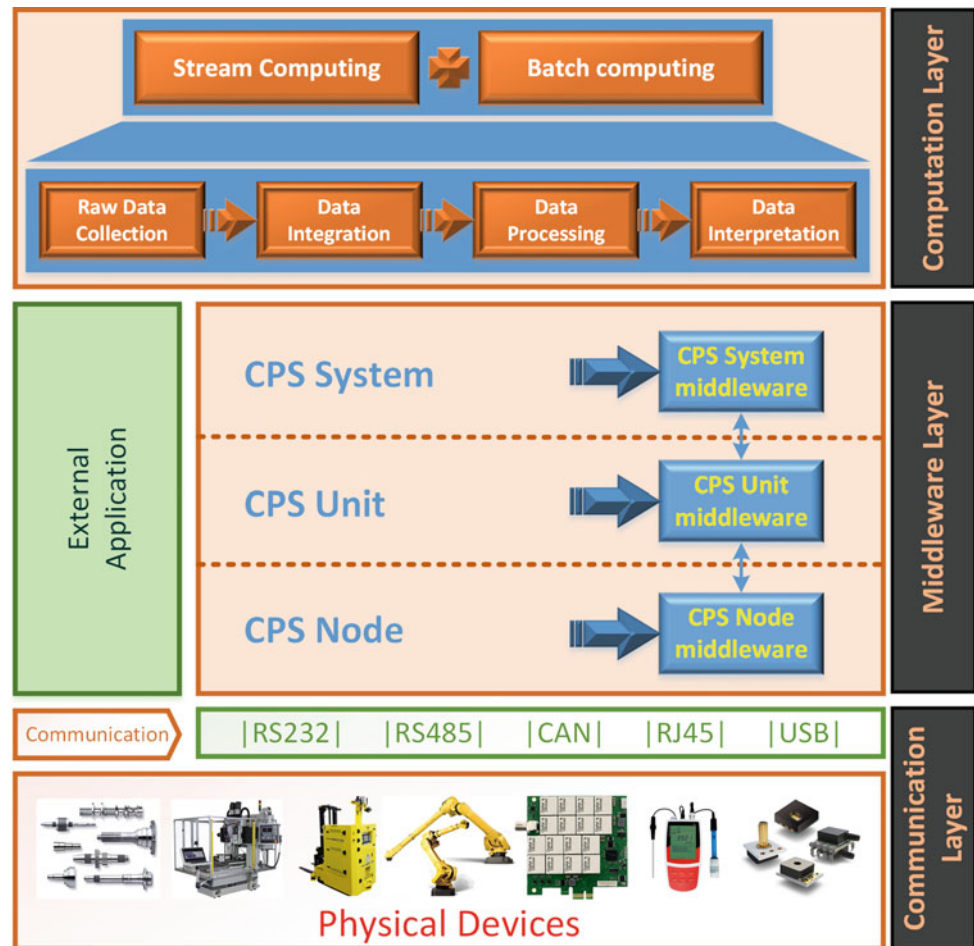 Stream Computing
Batch computing
Raw Data
Collection
Data
Integration
Data
Processing
Data
Interpretation
Computation Layer
External
Application
CPS System
CPS System
middleware
CPS Unit
CPS Unit
middleware
CPS Node
CPS Node
middleware
Middleware Layer
Communication
|RS232| |RS485| |CAN| |RJ45| |USB|
Physical Devices
Communication
Layer